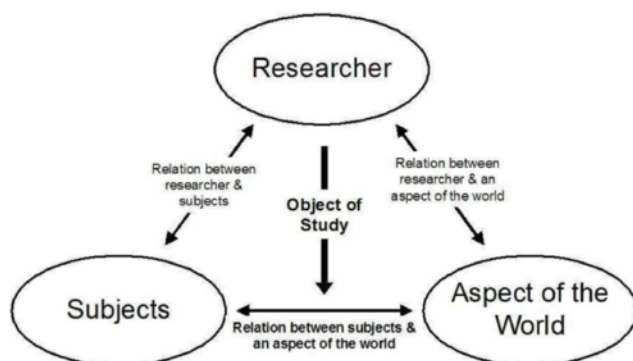 Researcher
Relation between
researcher &
subjects
Relation between
researcher & an
aspect of the world
Object of
Study
Subjects
Aspect of the
World
Relation between subjects &
an aspect of the world